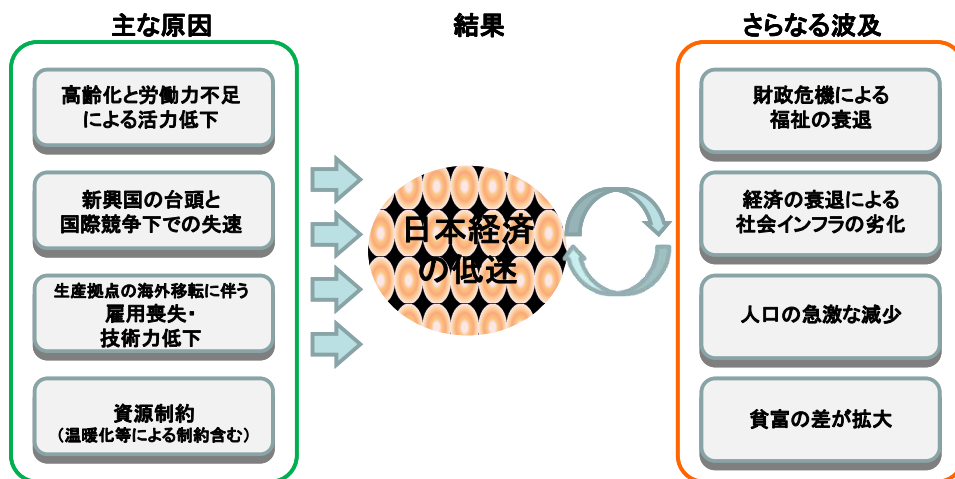 主な原因
高齢化と労働力不足
による活力低下
新興国の台頭と
国際競争下での失速
生産拠点の海外移転に伴う
雇用喪失・
技術力低下
資源制約
（温暖化等による制約含む）
結果
日本経済
の低迷
さらなる波及
財政危機による
福祉の衰退
経済の衰退による
社会インフラの劣化
人口の急激な減少
貧富の差が拡大